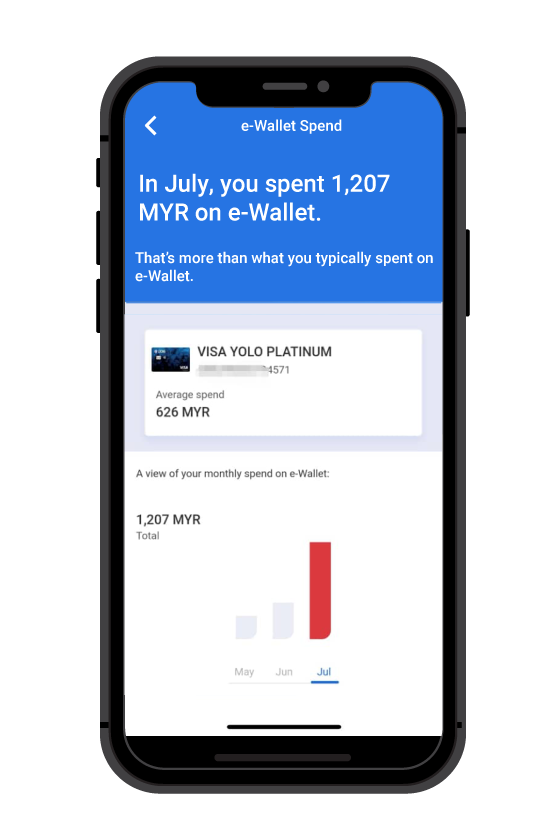 e-Wallet Spend
In July, you spent 1,207
MYR on e-Wallet.
That's more than what you typically spent on
e-Wallet.
VISA YOLO PLATINUM
4571
Average spend
626 MYR
A view of your monthly spend on e-Wallet:
1,207 MYR
Total
May Jun Jul